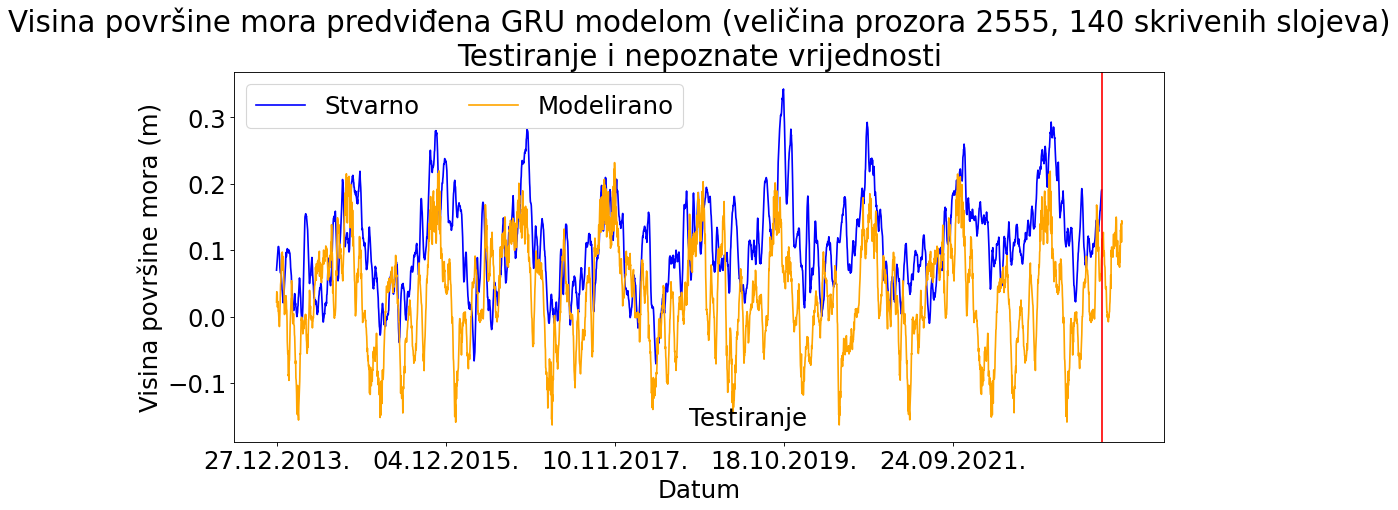 Visina površine mora predviđena GRU modelom (veličina prozora 2555, 140 skrivenih slojeva)
Testiranje i nepoznate vrijednosti
Stvarno Modelirano
Visina površine mora (m)
0.3
0.2
0.1
0.0
−0.1
Testiranje
27.12.2013. 04.12.2015. 10.11.2017. 18.10.2019. 24.09.2021.
Datum